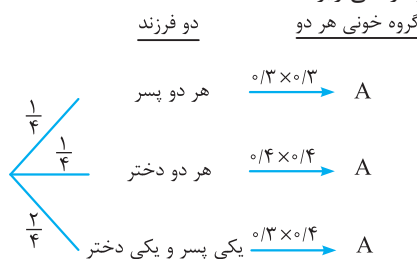 دو فرزند گروه خونی هر دو
۱/۴ هر دو پسر ۰/۳×۰/۳ A
۱/۴ هر دو دختر ۰/۴×۰/۴ A
۲/۴ یکی پسر و یکی دختر ۰/۳×۰/۴ A